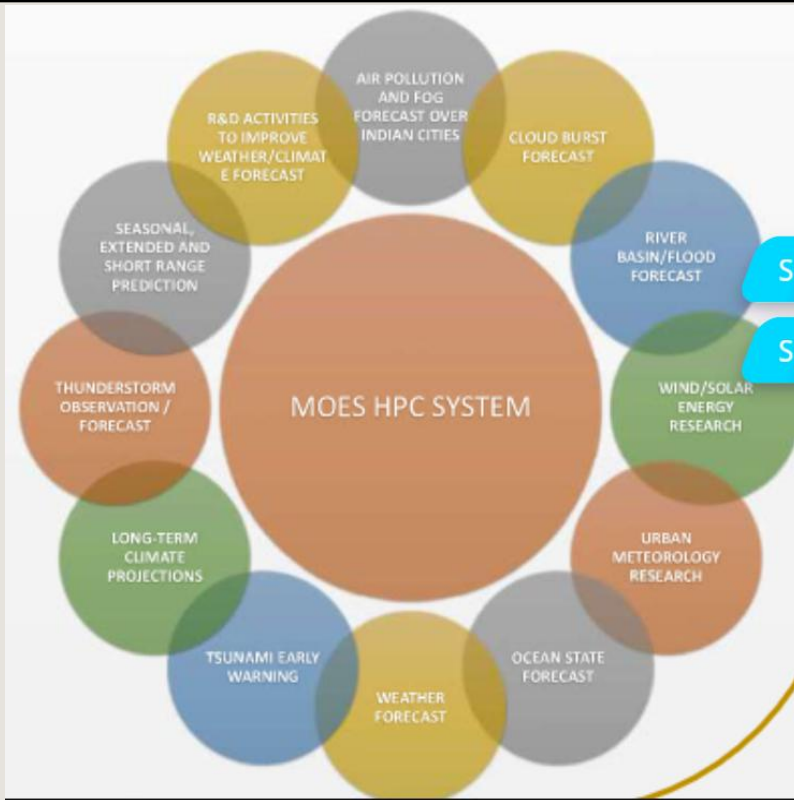 AIR POLLUTION
AND FOG
FORECAST OVER
INDIAN CITIES
CLOUD BURST
FORECAST
RIVER
BASIN/FLOOD
FORECAST
S
S
WIND/SOLAR
ENERGY
RESEARCH
URBAN
METEOROLOGY
RESEARCH
OCEAN STATE
FORECAST
WEATHER
FORECAST
TSUNAMI EARLY
WARNING
LONG-TERM
CLIMATE
PROJECTIONS
THUNDERSTORM
OBSERVATION /
FORECAST
SEASONAL,
EXTENDED AND
SHORT RANGE
PREDICTION
R&D ACTIVITIES
TO IMPROVE
WEATHER/CLIMAT
E FORECAST
MOES HPC SYSTEM